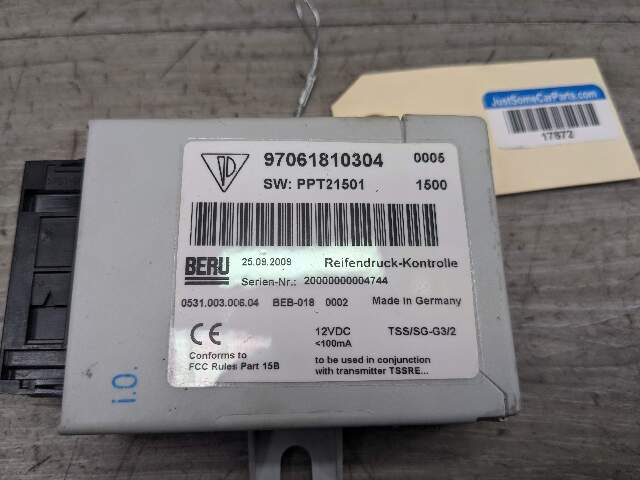 JustSomeCarParts.com
17872
97061810304 0005
SW: PPT21501 1500
BERU 25.09.2009 Reifendruck-Kontrolle
Serien-Nr.: 20000000004744
0531.003.006.04 BEB-018 0002 Made in Germany
CE 12VDC TSS/SG-G3/2
<100mA
Conforms to
FCC Rules Part 15B
to be used in conjunction
with transmitter TSSRE...
i.O.